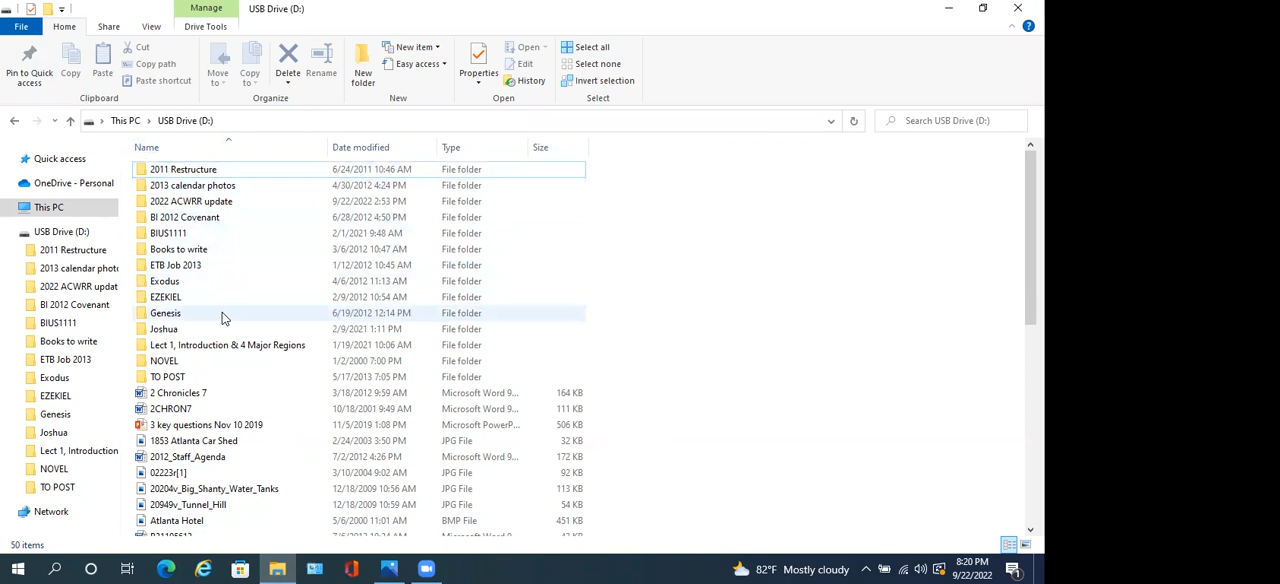 Manage
USB Drive (D:)
File
Home
Share
View
Drive Tools
Pin to Quick access
Copy
Paste
Cut
Copy path
Paste shortcut
Clipboard
Move to
Copy to
Delete
Rename
Organize
New folder
New item
Easy access
New
Properties
Open
Edit
History
Open
Select all
Select none
Invert selection
Select
This PC > USB Drive (D:)
Search USB Drive (D:)
Quick access
OneDrive - Personal
This PC
USB Drive (D:)
2011 Restructure
2013 calendar phot
2022 ACWRR updat
BI 2012 Covenant
BIUS1111
Books to write
ETB Job 2013
Exodus
EZEKIEL
Genesis
Joshua
Lect 1, Introduction
NOVEL
TO POST
Network
Name Date modified Type Size
2011 Restructure 6/24/2011 10:46 AM File folder
2013 calendar photos 4/30/2012 4:24 PM File folder
2022 ACWRR update 9/22/2022 2:53 PM File folder
BI 2012 Covenant 6/28/2012 4:50 PM File folder
BIUS1111 2/1/2021 9:48 AM File folder
Books to write 3/6/2012 10:47 AM File folder
ETB Job 2013 1/12/2012 10:45 AM File folder
Exodus 4/6/2012 11:13 AM File folder
EZEKIEL 2/9/2012 10:54 AM File folder
Genesis 6/19/2012 12:14 PM File folder
Joshua 2/9/2021 1:11 PM File folder
Lect 1, Introduction & 4 Major Regions 1/19/2021 10:06 AM File folder
NOVEL 1/2/2000 7:00 PM File folder
TO POST 5/17/2013 7:05 PM File folder
2 Chronicles 7 3/18/2012 9:59 AM Microsoft Word 9... 164 KB
2CHRON7 10/18/2001 9:49 AM Microsoft Word 9... 111 KB
3 key questions Nov 10 2019 11/5/2019 1:08 PM Microsoft PowerP... 506 KB
1853 Atlanta Car Shed 2/24/2003 3:50 PM JPG File 32 KB
2012_Staff_Agenda 7/2/2012 4:26 PM Microsoft Word 9... 172 KB
02223r[1] 3/10/2004 9:02 AM JPG File 92 KB
20204v_Big_Shanty_Water_Tanks 12/18/2009 10:56 AM JPG File 113 KB
20949v_Tunnel_Hill 12/18/2009 10:59 AM JPG File 54 KB
Atlanta Hotel 5/6/2000 11:01 AM BMP File 451 KB
50 items
82°F Mostly cloudy
8:20 PM
9/22/2022
1